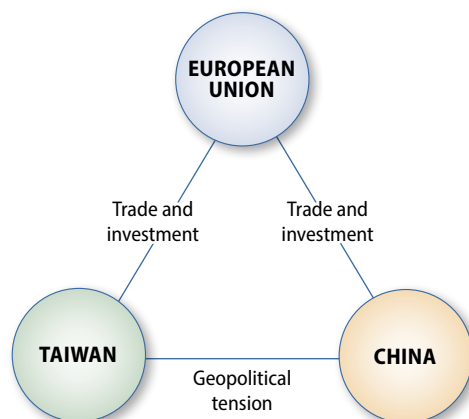 EUROPEAN
UNION
Trade and
investment
Trade and
investment
TAIWAN
CHINA
Geopolitical
tension